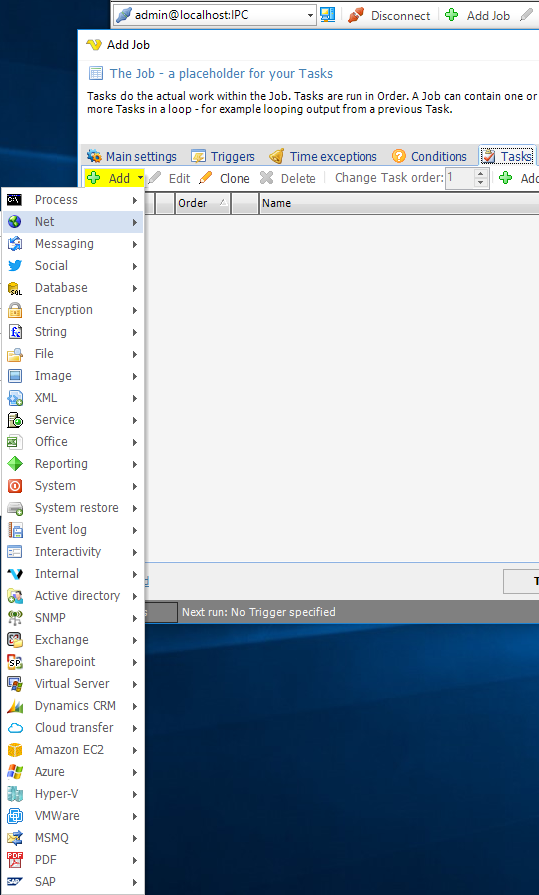 admin@localhost:IPC Disconnect Add Job
Add Job
The Job - a placeholder for your Tasks
Tasks do the actual work within the Job. Tasks are run in Order. A Job can contain one or
more Tasks in a loop - for example looping output from a previous Task.
Main settings Triggers Time exceptions Conditions Tasks
Add Edit Clone Delete Change Task order: 1 Add
Order Name
Process
Net
Messaging
Social
Database
Encryption
String
File
Image
XML
Service
Office
Reporting
System
System restore
Event log
Interactivity
Internal
Active directory
SNMP
Exchange
Sharepoint
Virtual Server
Dynamics CRM
Cloud transfer
Amazon EC2
Azure
Hyper-V
VMWare
MSMQ
PDF
SAP
Next run: No Trigger specified